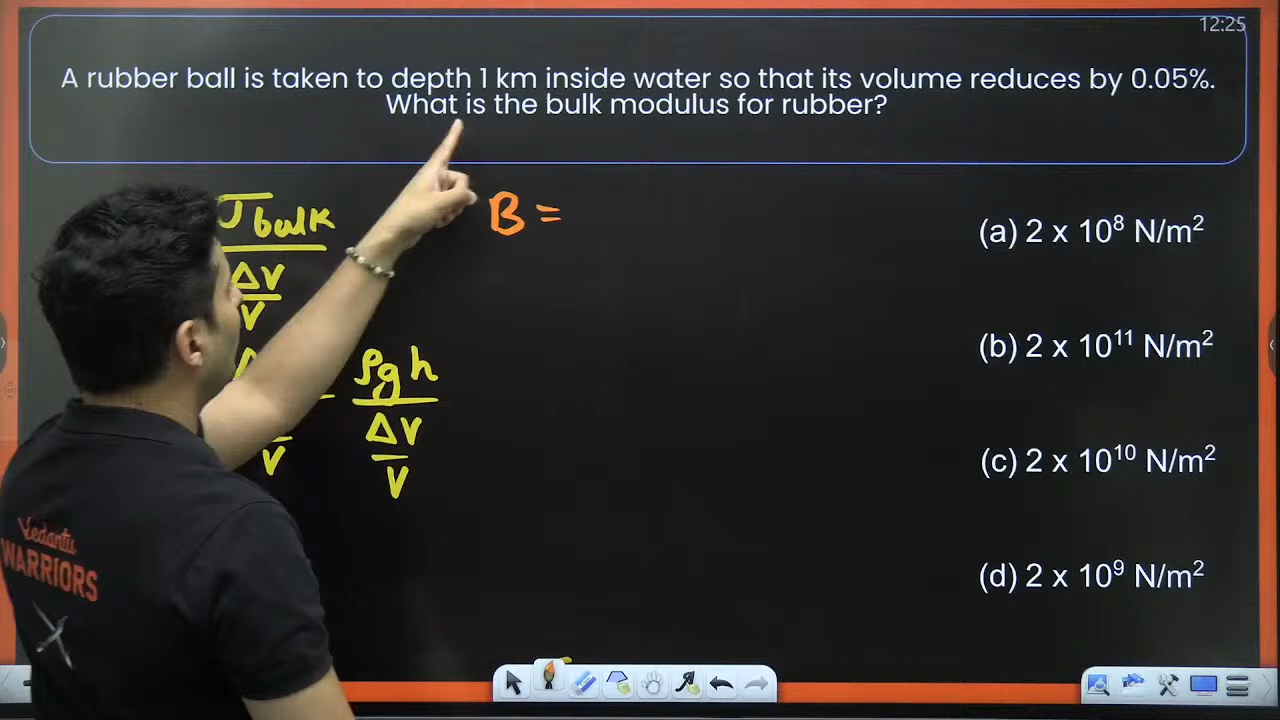 12:25
A rubber ball is taken to depth 1 km inside water so that its volume reduces by 0.05%.
What is the bulk modulus for rubber?
σbulk
ΔV
V
B =
ρgh
ΔV
V
V
(a) 2 x 10⁸ N/m²
(b) 2 x 10¹¹ N/m²
(c) 2 x 10¹⁰ N/m²
(d) 2 x 10⁹ N/m²
Vedantu
WARRIORS